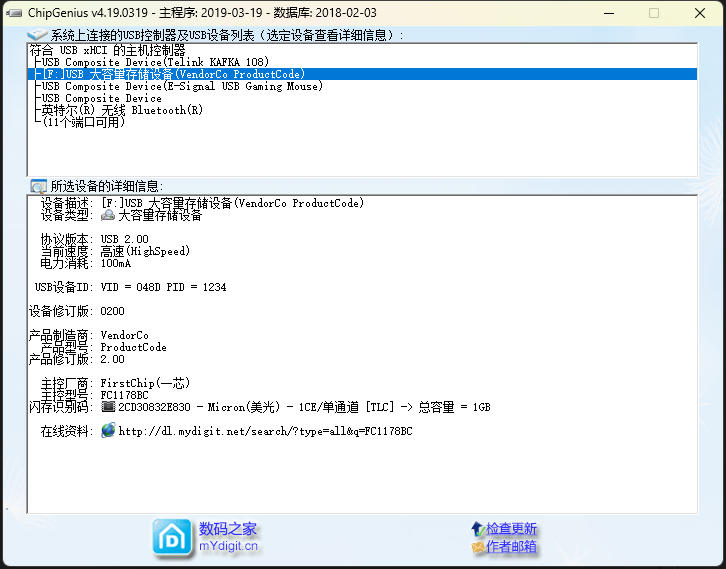 ChipGenius v4.19.0319 - 主程序: 2019-03-19 - 数据库: 2018-02-03
系统上连接的USB控制器及USB设备列表（选定设备查看详细信息）:
符合 USB xHCI 的主机控制器
├USB Composite Device(Telink KAFKA 108)
├[F:]USB 大容量存储设备(VendorCo ProductCode)
├USB Composite Device(E-Signal USB Gaming Mouse)
├USB Composite Device
├英特尔(R) 无线 Bluetooth(R)
└(11个端口可用)
所选设备的详细信息:
设备描述: [F:]USB 大容量存储设备(VendorCo ProductCode)
设备类型: 大容量存储设备
协议版本: USB 2.00
当前速度: 高速(HighSpeed)
电力消耗: 100mA
USB设备ID: VID = 048D PID = 1234
设备修订版: 0200
产品制造商: VendorCo
产品型号: ProductCode
产品修订版: 2.00
主控厂商: FirstChip(一芯)
主控型号: FC1178BC
闪存识别码: 2CD30832E830 - Micron(美光) - 1CE/单通道 [TLC] -> 总容量 = 1GB
在线资料: http://dl.mydigit.net/search/?type=all&q=FC1178BC
数码之家
mYdigit.cn
检查更新
作者邮箱